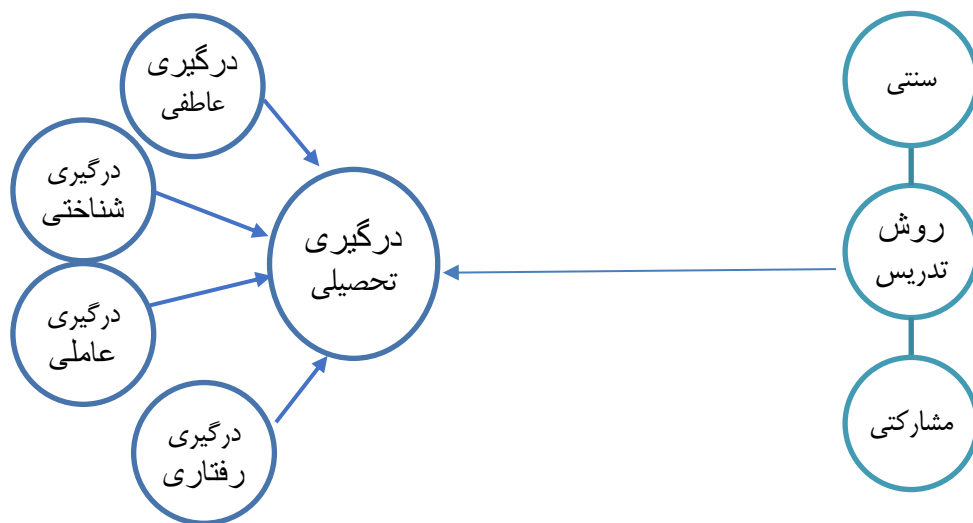 سنتی
روش
تدریس
مشارکتی
درگیری
تحصیلی
درگیری
عاطفی
درگیری
شناختی
درگیری
عاملی
درگیری
رفتاری